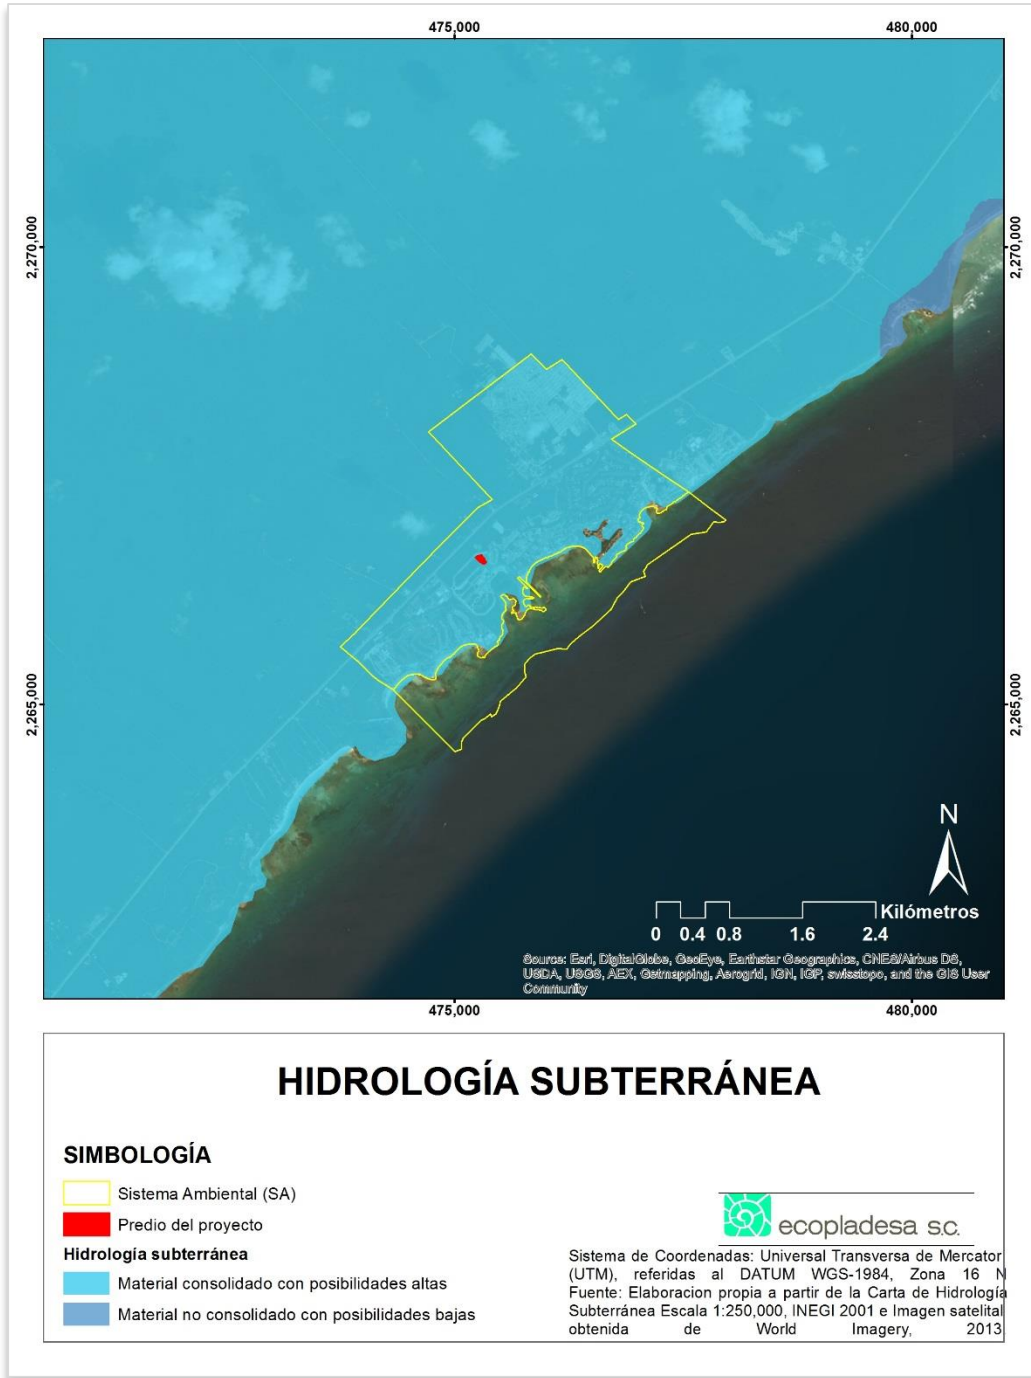 475,000
480,000
2,270,000
2,270,000
2,265,000
2,265,000
N
Kilómetros
0 0.4 0.8 1.6 2.4
Source: Esri, DigitalGlobe, GeoEye, Earthstar Geographics, CNES/Airbus DS,
USDA, USGS, AEX, Getmapping, Aerogrid, IGN, IGP, swisstopo, and the GIS User
Community
475,000
480,000
HIDROLOGÍA SUBTERRÁNEA
SIMBOLOGÍA
Sistema Ambiental (SA)
Predio del proyecto
Hidrología subterránea
Material consolidado con posibilidades altas
Material no consolidado con posibilidades bajas
ecopladesa s.c.
Sistema de Coordenadas: Universal Transversa de Mercator
(UTM), referidas al DATUM WGS-1984, Zona 16 N
Fuente: Elaboracion propia a partir de la Carta de Hidrología
Subterránea Escala 1:250,000, INEGI 2001 e Imagen satelital
obtenida de World Imagery, 2013